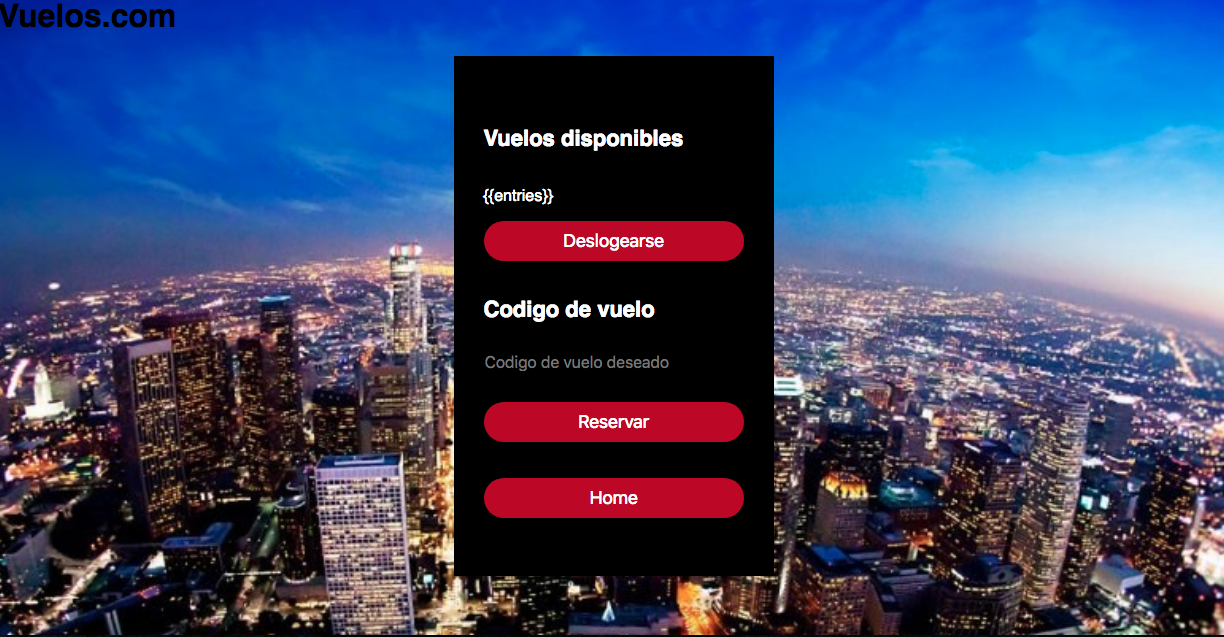 Vuelos.com
Vuelos disponibles
{{entries}}
Deslogearse
Codigo de vuelo
Codigo de vuelo deseado
Reservar
Home